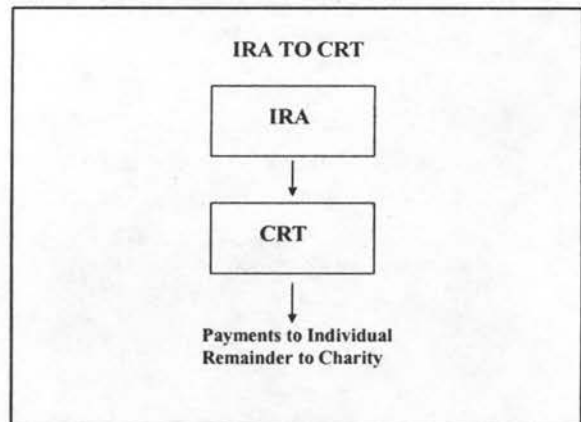 IRA TO CRT
IRA
CRT
Payments to Individual
Remainder to Charity